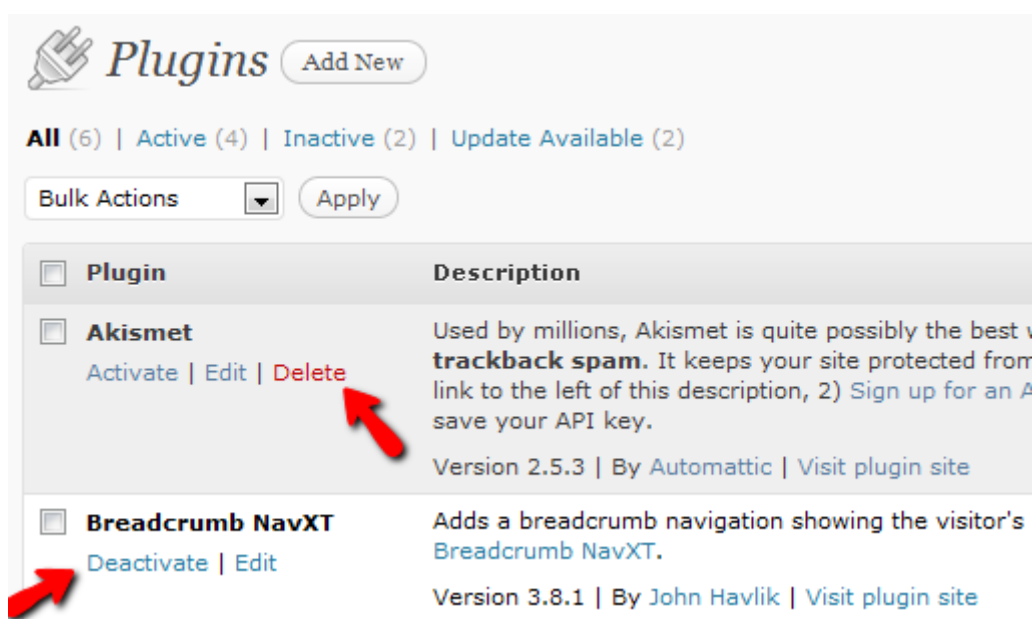 Plugins Add New
All (6) | Active (4) | Inactive (2) | Update Available (2)
Bulk Actions Apply
Plugin Description
Akismet
Activate | Edit | Delete
Used by millions, Akismet is quite possibly the best
trackback spam. It keeps your site protected from
link to the left of this description, 2) Sign up for an
save your API key.
Version 2.5.3 | By Automattic | Visit plugin site
Breadcrumb NavXT
Deactivate | Edit
Adds a breadcrumb navigation showing the visitor's
Breadcrumb NavXT.
Version 3.8.1 | By John Havlik | Visit plugin site